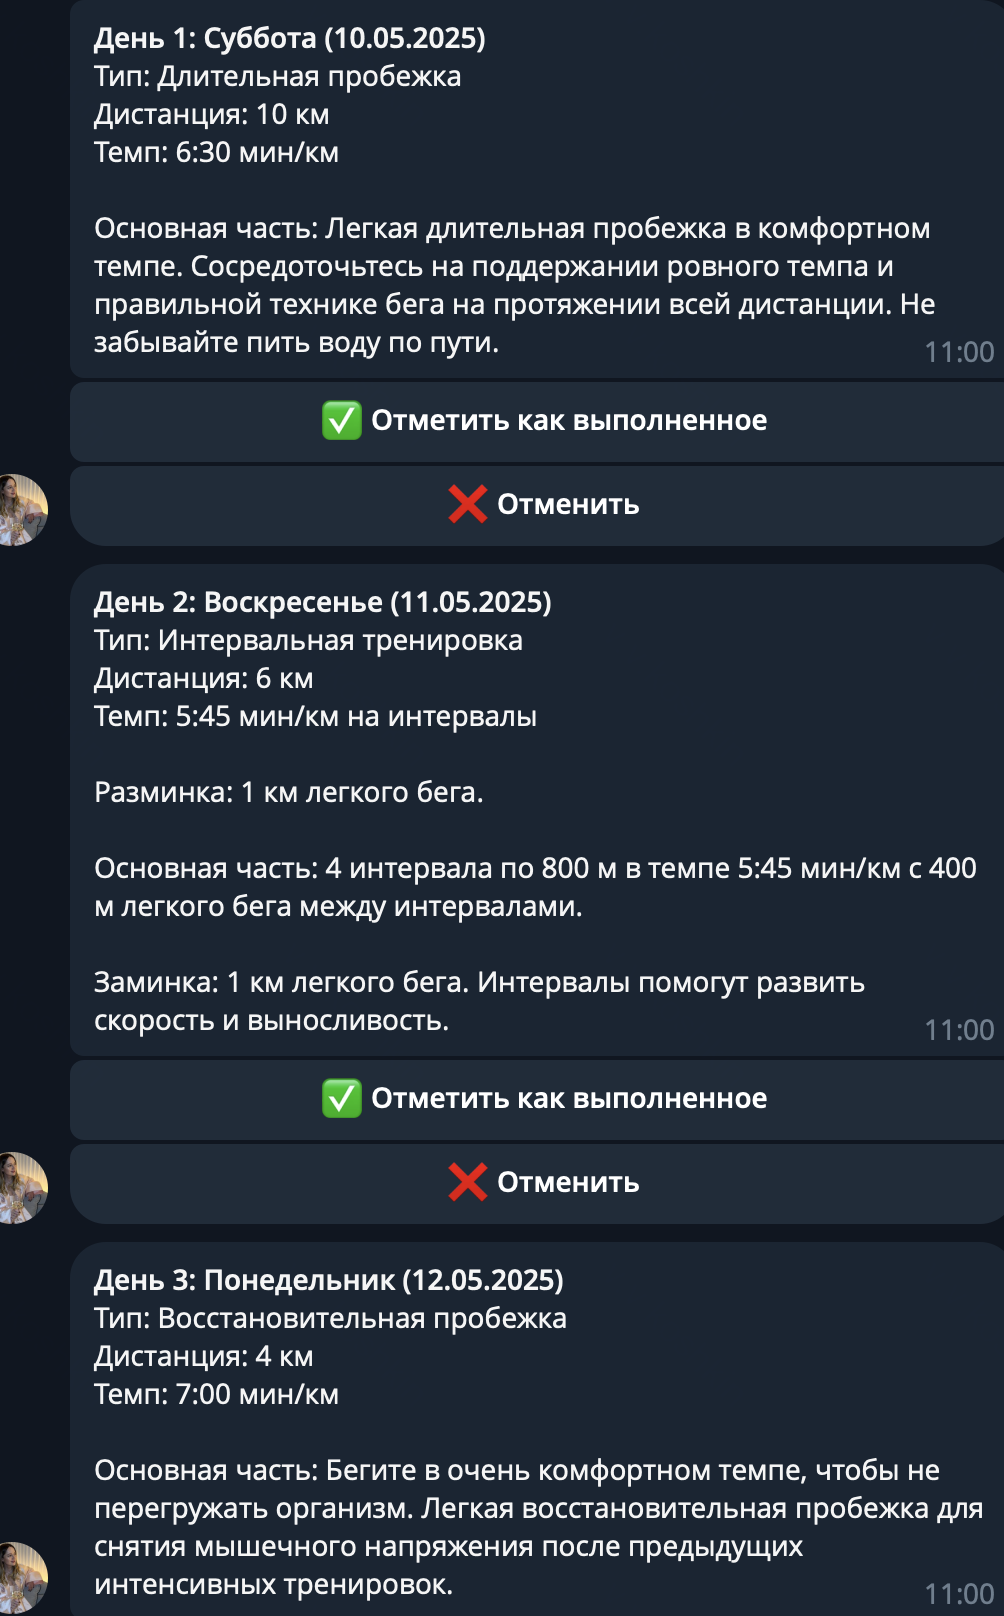 День 1: Суббота (10.05.2025)
Тип: Длительная пробежка
Дистанция: 10 км
Темп: 6:30 мин/км
Основная часть: Легкая длительная пробежка в комфортном
темпе. Сосредоточьтесь на поддержании ровного темпа и
правильной технике бега на протяжении всей дистанции. Не
забывайте пить воду по пути.
11:00
✅ Отметить как выполненное
❌ Отменить
День 2: Воскресенье (11.05.2025)
Тип: Интервальная тренировка
Дистанция: 6 км
Темп: 5:45 мин/км на интервалы
Разминка: 1 км легкого бега.
Основная часть: 4 интервала по 800 м в темпе 5:45 мин/км с 400
м легкого бега между интервалами.
Заминка: 1 км легкого бега. Интервалы помогут развить
скорость и выносливость.
11:00
✅ Отметить как выполненное
❌ Отменить
День 3: Понедельник (12.05.2025)
Тип: Восстановительная пробежка
Дистанция: 4 км
Темп: 7:00 мин/км
Основная часть: Бегите в очень комфортном темпе, чтобы не
перегружать организм. Легкая восстановительная пробежка для
снятия мышечного напряжения после предыдущих
интенсивных тренировок.
11:00